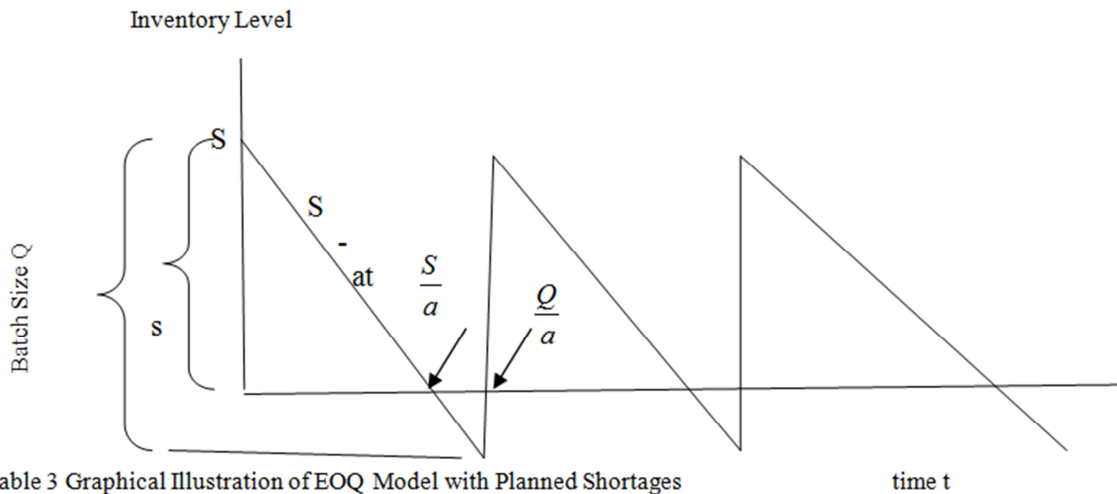 Inventory Level
S
S
-
at
S
a
Q
a
Batch Size Q
s
able 3 Graphical Illustration of EOQ Model with Planned Shortages
time t